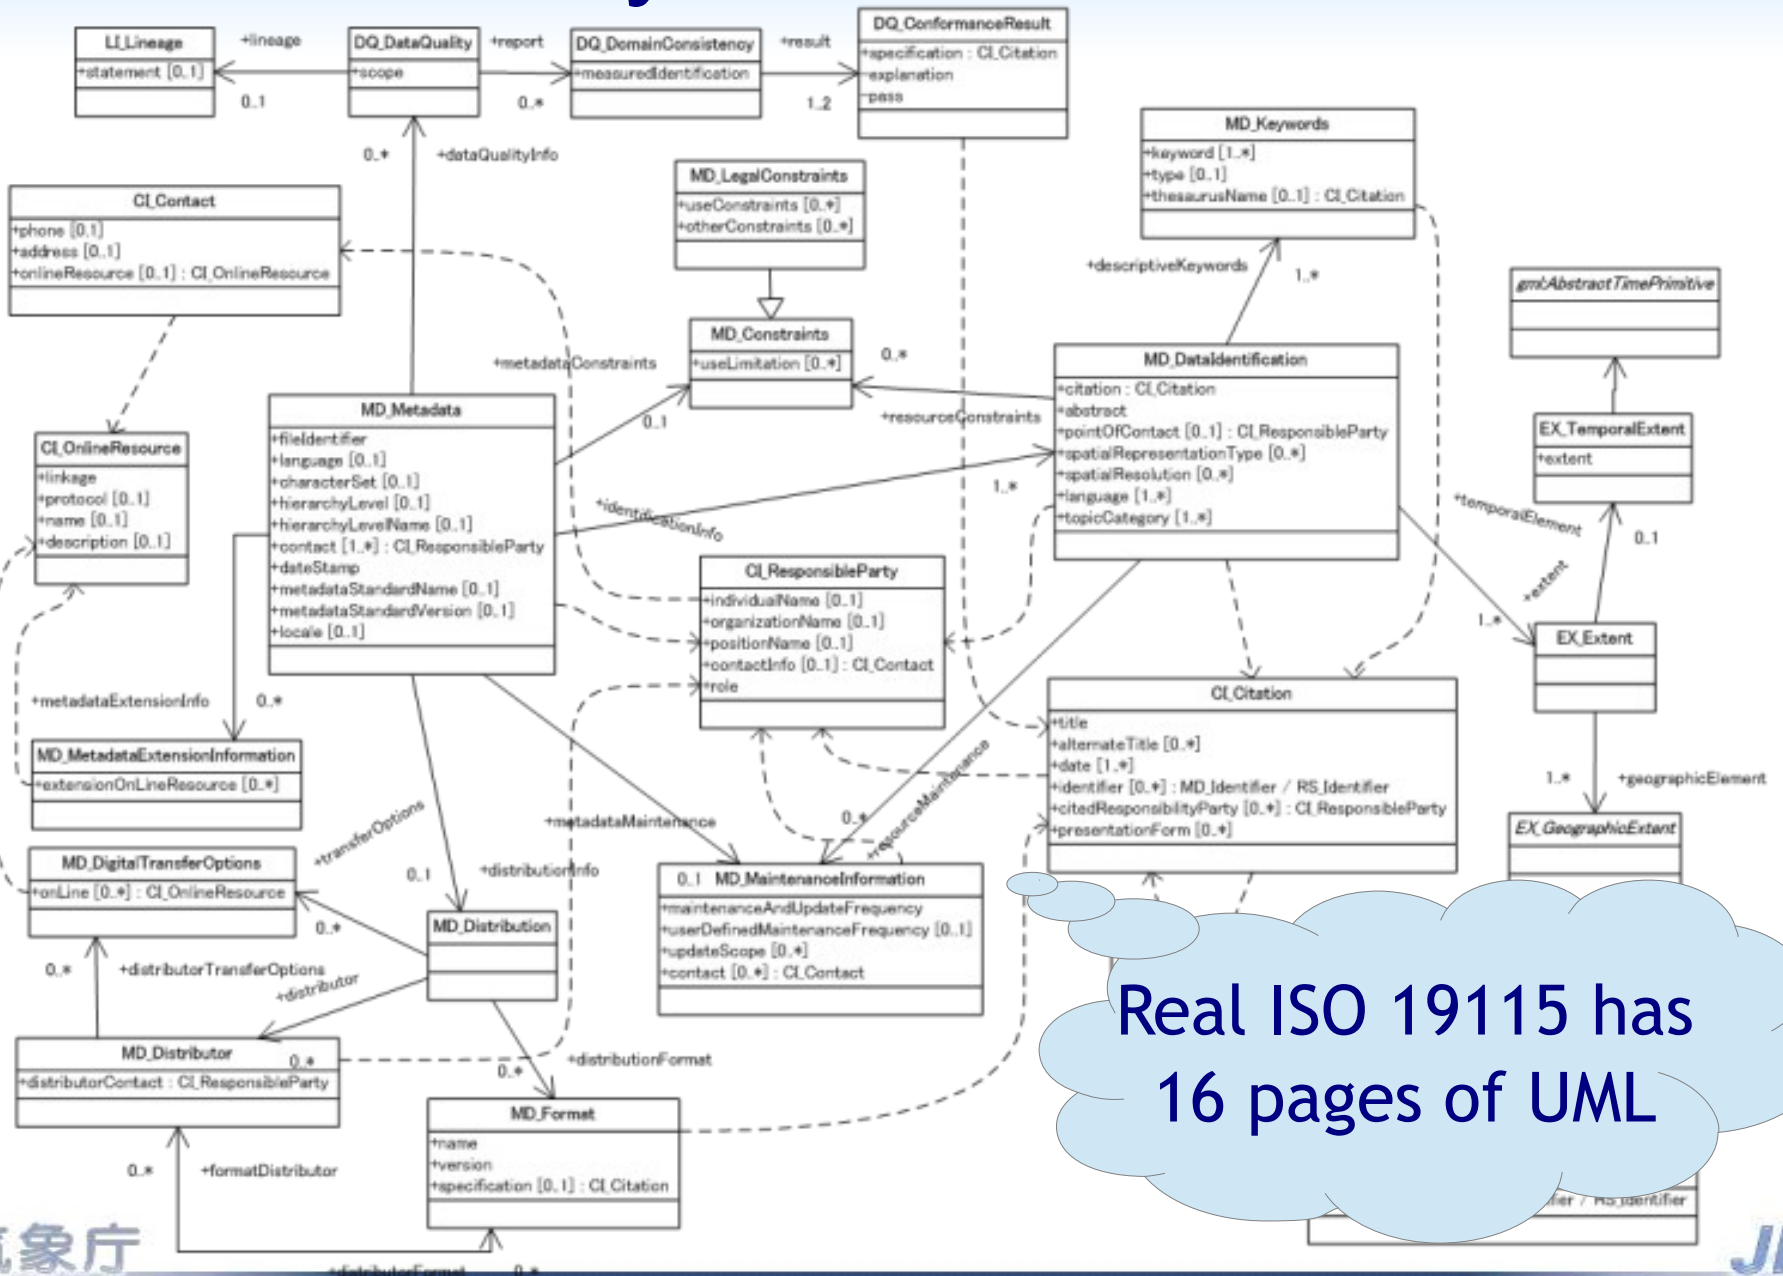 LI_Lineage
+statement [0..1]
+lineage
0..1
DQ_DataQuality
+scope
+report
0..*
DQ_DomainConsistency
+measuredIdentification
+result
1..2
DQ_ConformanceResult
+specification : CI_Citation
+explanation
+pass
0..*
+dataQualityInfo
MD_Keywords
+keyword [1..*]
+type [0..1]
+thesaurusName [0..1] : CI_Citation
MD_LegalConstraints
+useConstraints [0..*]
+otherConstraints [0..*]
CI_Contact
+phone [0..1]
+address [0..1]
+onlineResource [0..1] : CI_OnlineResource
+descriptiveKeywords
1..*
gml:AbstractTimePrimitive
MD_Constraints
+useLimitation [0..*]
+metadataConstraints
0..1
0..*
+resourceConstraints
MD_DataIdentification
+citation : CI_Citation
+abstract
+pointOfContact [0..1] : CI_ResponsibleParty
+spatialRepresentationType [0..*]
+spatialResolution [0..*]
+language [1..*]
+topicCategory [1..*]
EX_TemporalExtent
+extent
MD_Metadata
+fileIdentifier
+language [0..1]
+characterSet [0..1]
+hierarchyLevel [0..1]
+hierarchyLevelName [0..1]
+contact [1..*] : CI_ResponsibleParty
+dateStamp
+metadataStandardName [0..1]
+metadataStandardVersion [0..1]
+locale [0..1]
CI_OnlineResource
+linkage
+protocol [0..1]
+name [0..1]
+description [0..1]
+identificationInfo
1..*
+temporalElement
0..1
+extent
1..*
EX_Extent
CI_ResponsibleParty
+individualName [0..1]
+organizationName [0..1]
+positionName [0..1]
+contactInfo [0..1] : CI_Contact
+role
+metadataExtensionInfo
0..*
MD_MetadataExtensionInformation
+extensionOnLineResource [0..*]
CI_Citation
+title
+alternateTitle [0..*]
+date [1..*]
+identifier [0..*] : MD_Identifier / RS_Identifier
+citedResponsibilityParty [0..*] : CI_ResponsibleParty
+presentationForm [0..*]
1..*
+geographicElement
EX_GeographicExtent
+transferOptions
+metadataMaintenance
0..*
+resourceMaintenance
MD_DigitalTransferOptions
+onLine [0..*] : CI_OnlineResource
0..1
+distributionInfo
0..1 MD_MaintenanceInformation
+maintenanceAndUpdateFrequency
+userDefinedMaintenanceFrequency [0..1]
+updateScope [0..*]
+contact [0..*] : CI_Contact
MD_Distribution
0..*
0..*
+distributorTransferOptions
+distributor
Real ISO 19115 has
16 pages of UML
MD_Distributor
+distributorContact : CI_ResponsibleParty
0..*
0..*
+distributionFormat
MD_Format
+name
+version
+specification [0..1] : CI_Citation
0..*
+formatDistributor
/ RS_Identifier
象庁
+distributorFormat
0..*